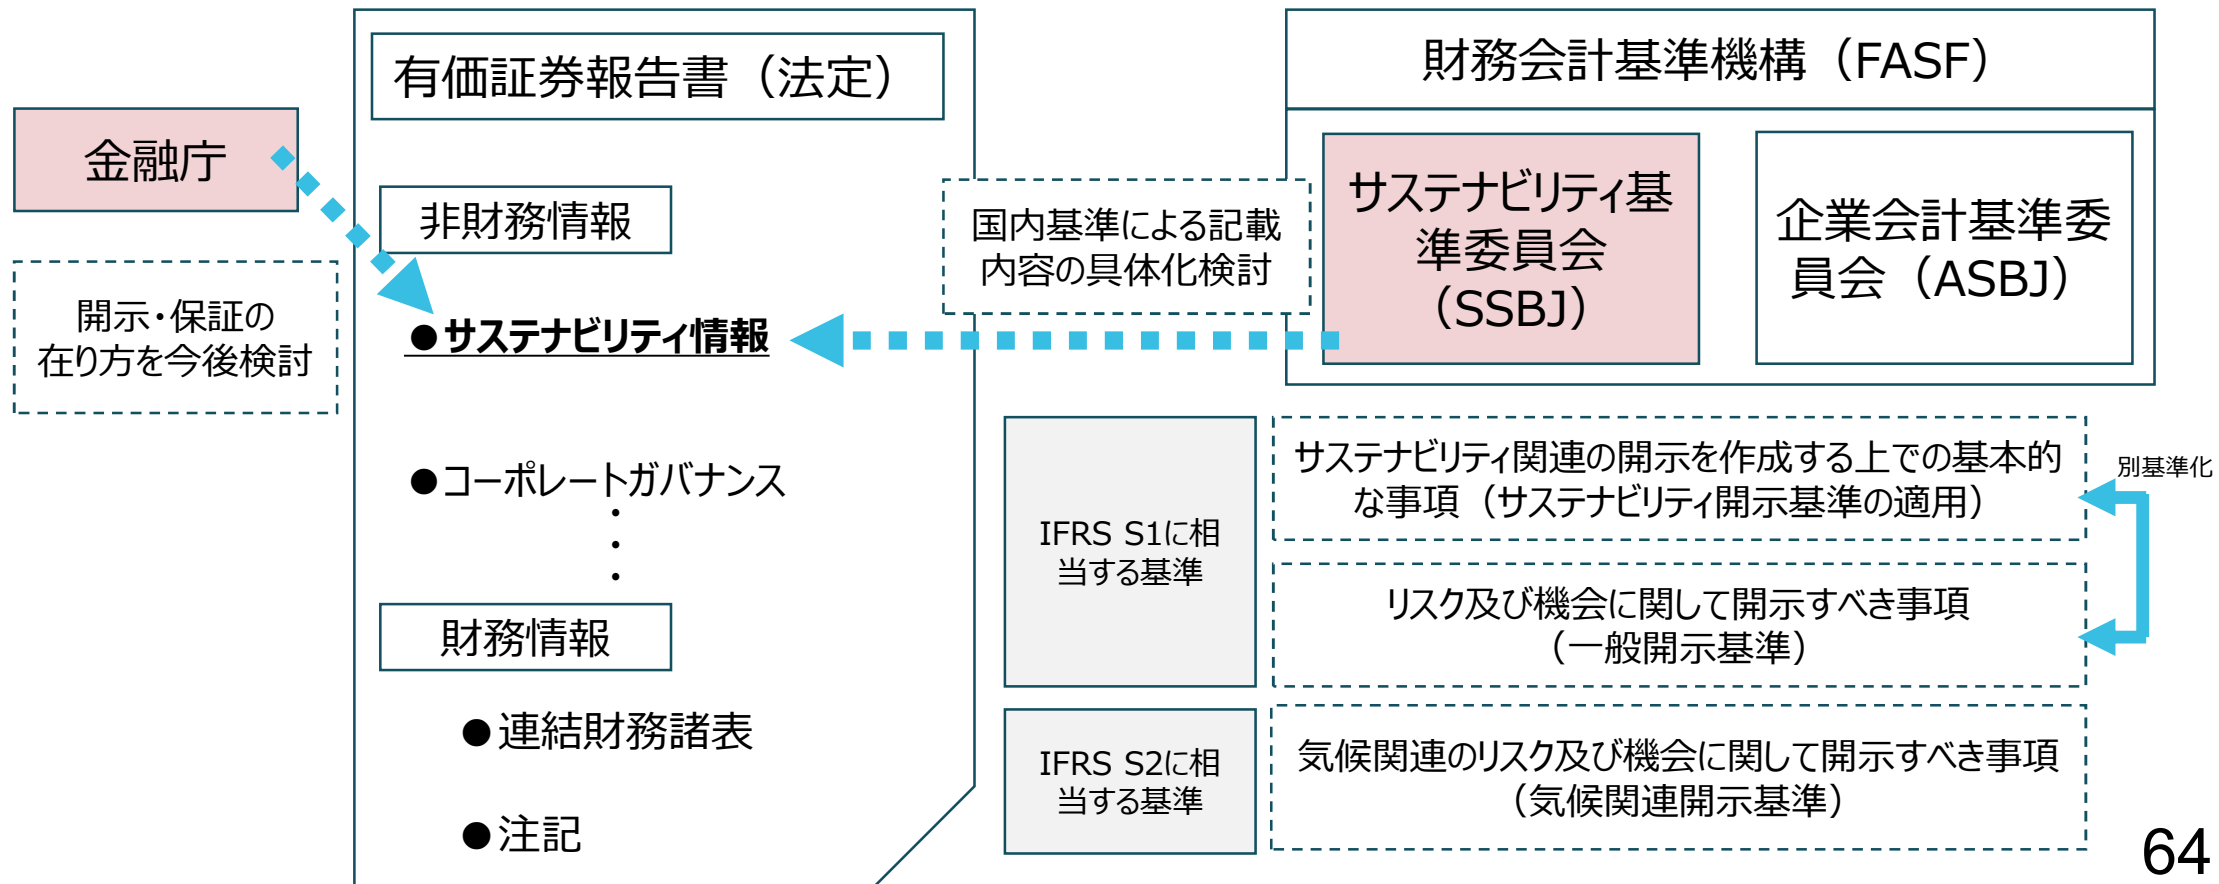 金融庁
開示・保証の
在り方を今後検討
有価証券報告書（法定）
非財務情報
●サステナビリティ情報
●コーポレートガバナンス
・
・
・
財務情報
●連結財務諸表
●注記
国内基準による記載
内容の具体化検討
財務会計基準機構（FASF）
サステナビリティ基
準委員会
（SSBJ）
企業会計基準委
員会（ASBJ）
IFRS S1に相
当する基準
サステナビリティ関連の開示を作成する上での基本的
な事項（サステナビリティ開示基準の適用）
別基準化
リスク及び機会に関して開示すべき事項
（一般開示基準）
IFRS S2に相
当する基準
気候関連のリスク及び機会に関して開示すべき事項
（気候関連開示基準）
64